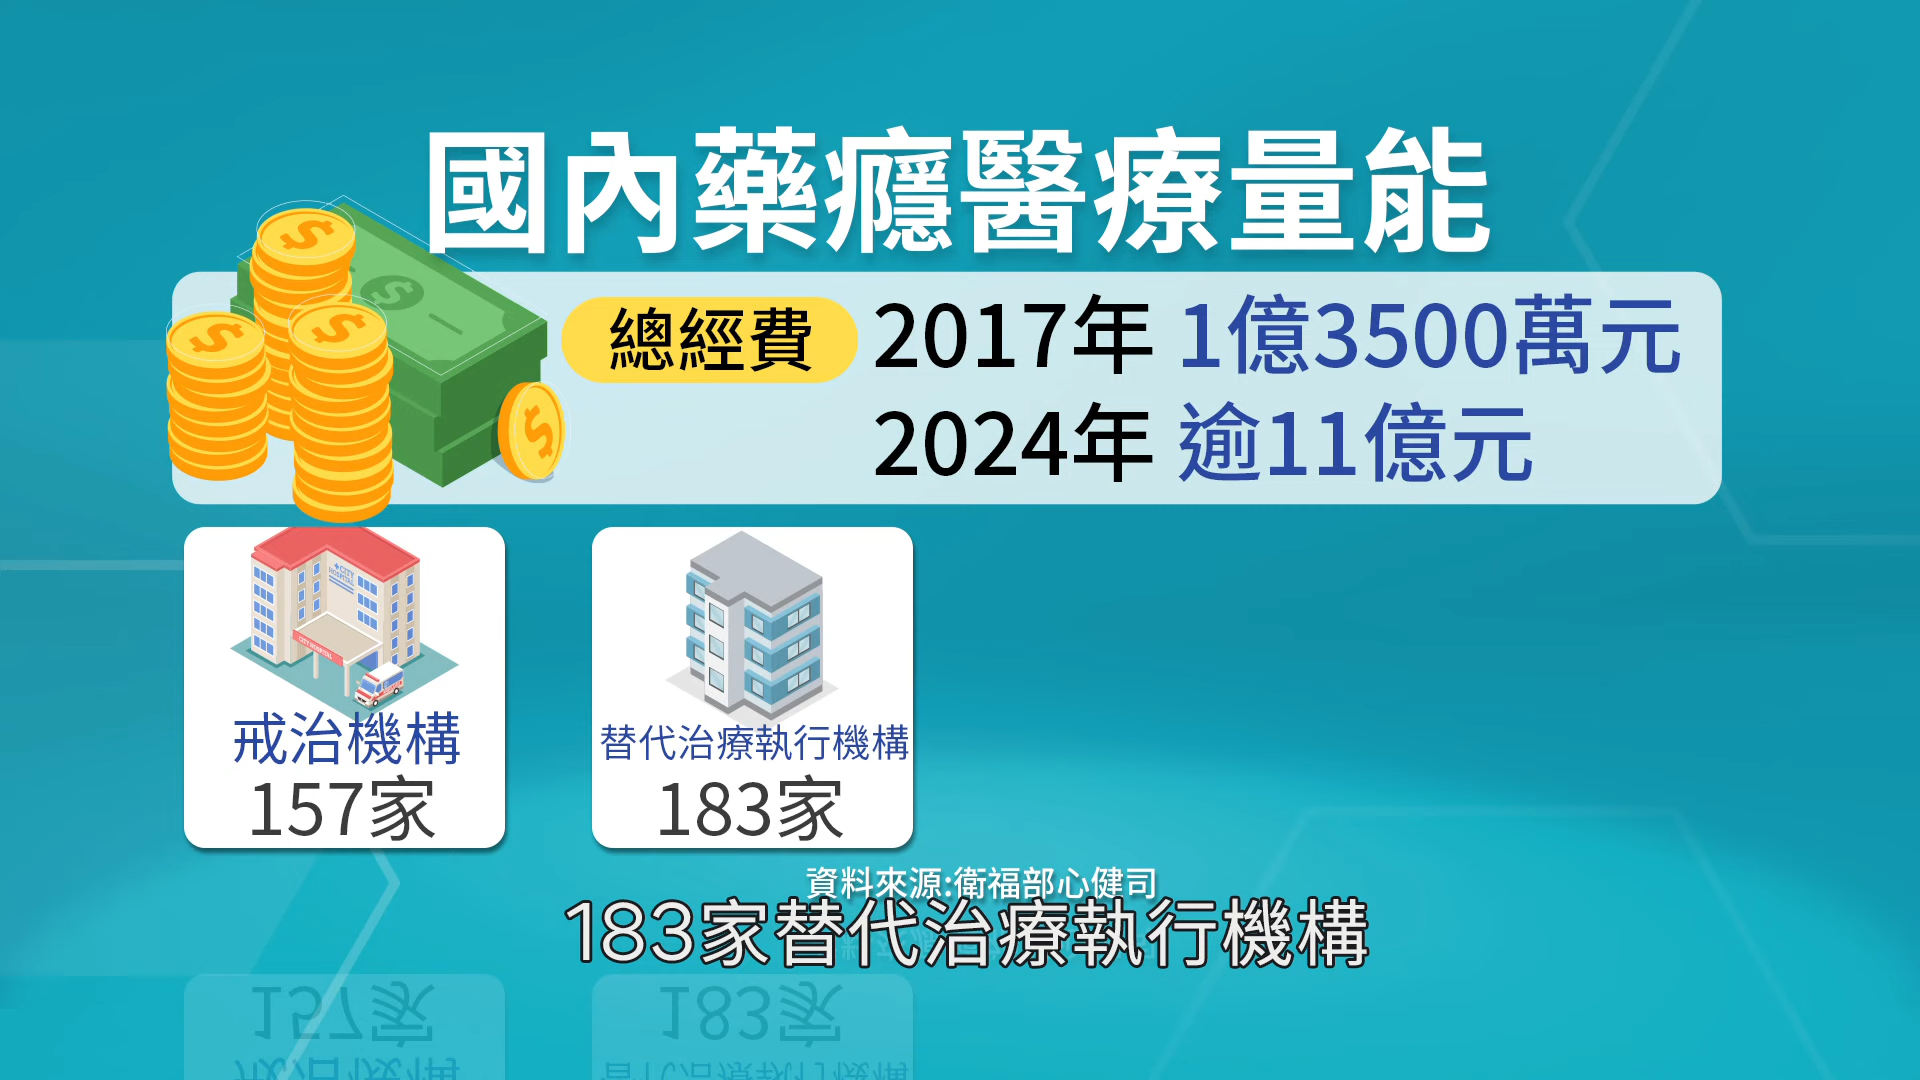 國內藥癮醫療量能
總經費 2017年 1億3500萬元
2024年 逾11億元
CITY HOSPITAL
CITY HOSPITAL
戒治機構
157家
替代治療執行機構
183家
資料來源:衛福部心健司
183家替代治療執行機構